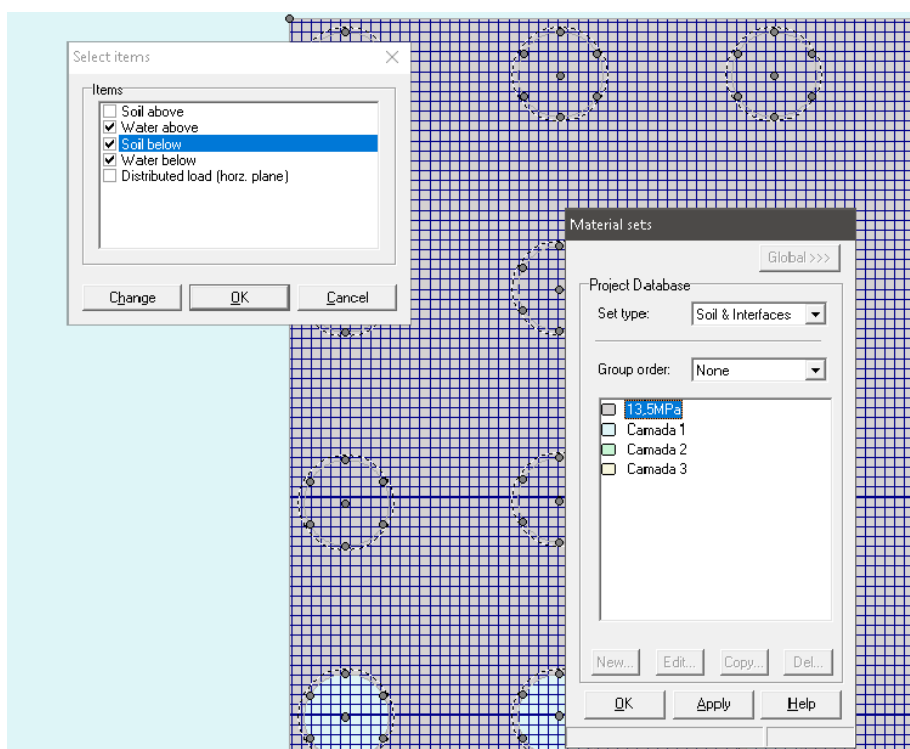 Select items
Items
Soil above
Water above
Soil below
Water below
Distributed load (horz. plane)
Change
OK
Cancel
Material sets
Global >>>
Project Database
Set type:
Soil & Interfaces
Group order:
None
13,5MPa
Camada 1
Camada 2
Camada 3
New...
Edit...
Copy...
Del...
OK
Apply
Help